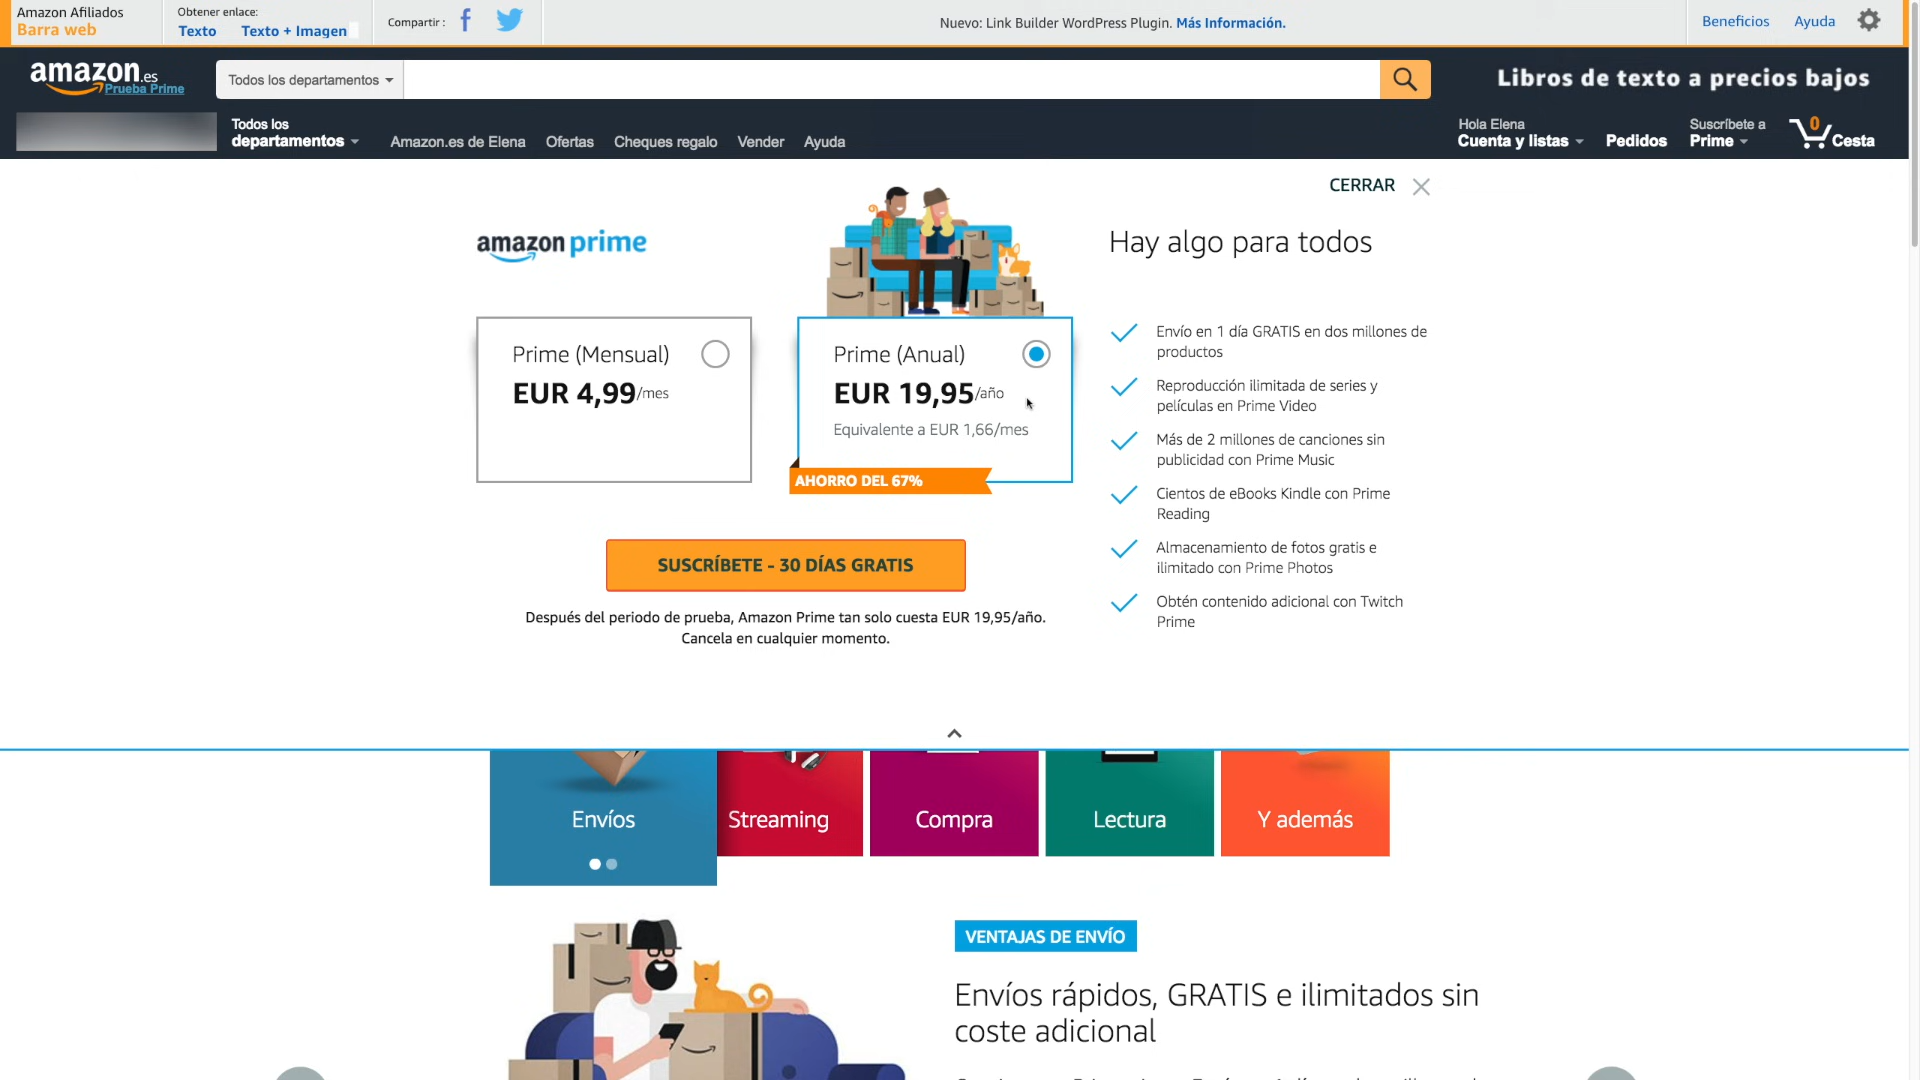 Amazon Afiliados
Barra web
Obtener enlace:
Texto Texto + Imagen
Compartir :
Nuevo: Link Builder WordPress Plugin. Más Información.
Beneficios Ayuda
amazon.es
Prueba Prime
Todos los departamentos
Libros de texto a precios bajos
Todos los
departamentos
Amazon.es de Elena Ofertas Cheques regalo Vender Ayuda
Hola Elena
Cuenta y listas
Pedidos
Suscríbete a
Prime
0
Cesta
CERRAR
amazon prime
Prime (Mensual)
EUR 4,99/mes
Prime (Anual)
EUR 19,95/año
Equivalente a EUR 1,66/mes
AHORRO DEL 67%
SUSCRÍBETE - 30 DÍAS GRATIS
Después del periodo de prueba, Amazon Prime tan solo cuesta EUR 19,95/año.
Cancela en cualquier momento.
Hay algo para todos
Envío en 1 día GRATIS en dos millones de
productos
Reproducción ilimitada de series y
películas en Prime Video
Más de 2 millones de canciones sin
publicidad con Prime Music
Cientos de eBooks Kindle con Prime
Reading
Almacenamiento de fotos gratis e
ilimitado con Prime Photos
Obtén contenido adicional con Twitch
Prime
Envíos
Streaming
Compra
Lectura
Y además
VENTAJAS DE ENVÍO
Envíos rápidos, GRATIS e ilimitados sin
coste adicional